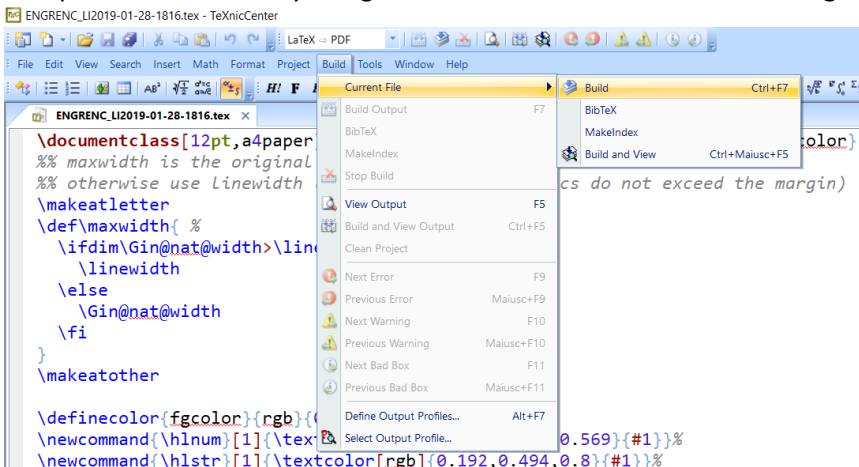 ENGRENC_LI2019-01-28-1816.tex - TeXnicCenter
LaTeX ⇨ PDF
File Edit View Search Insert Math Format Project Build Tools Window Help
H! F
ENGRENC_LI2019-01-28-1816.tex ×
Current File
Build Output F7
BibTeX
MakeIndex
Stop Build
View Output F5
Build and View Output Ctrl+F5
Clean Project
Next Error F9
Previous Error Maiusc+F9
Next Warning F10
Previous Warning Maiusc+F10
Next Bad Box F11
Previous Bad Box Maiusc+F11
Define Output Profiles... Alt+F7
Select Output Profile...
Build Ctrl+F7
BibTeX
MakeIndex
Build and View Ctrl+Maiusc+F5
\documentclass[12pt,a4paper] color}
%% maxwidth is the original
%% otherwise use linewidth cs do not exceed the margin)
\makeatletter
\def\maxwidth{ %
\ifdim\Gin@nat@width>\line
\linewidth
\else
\Gin@nat@width
\fi
}
\makeatother
\definecolor{fgcolor}{rgb}{
\newcommand{\hlnum}[1]{\tex 0.569}{#1}}%
\newcommand{\hlstr}[1]{\textcolor[rgb]{0.192,0.494,0.8}{#1}}%